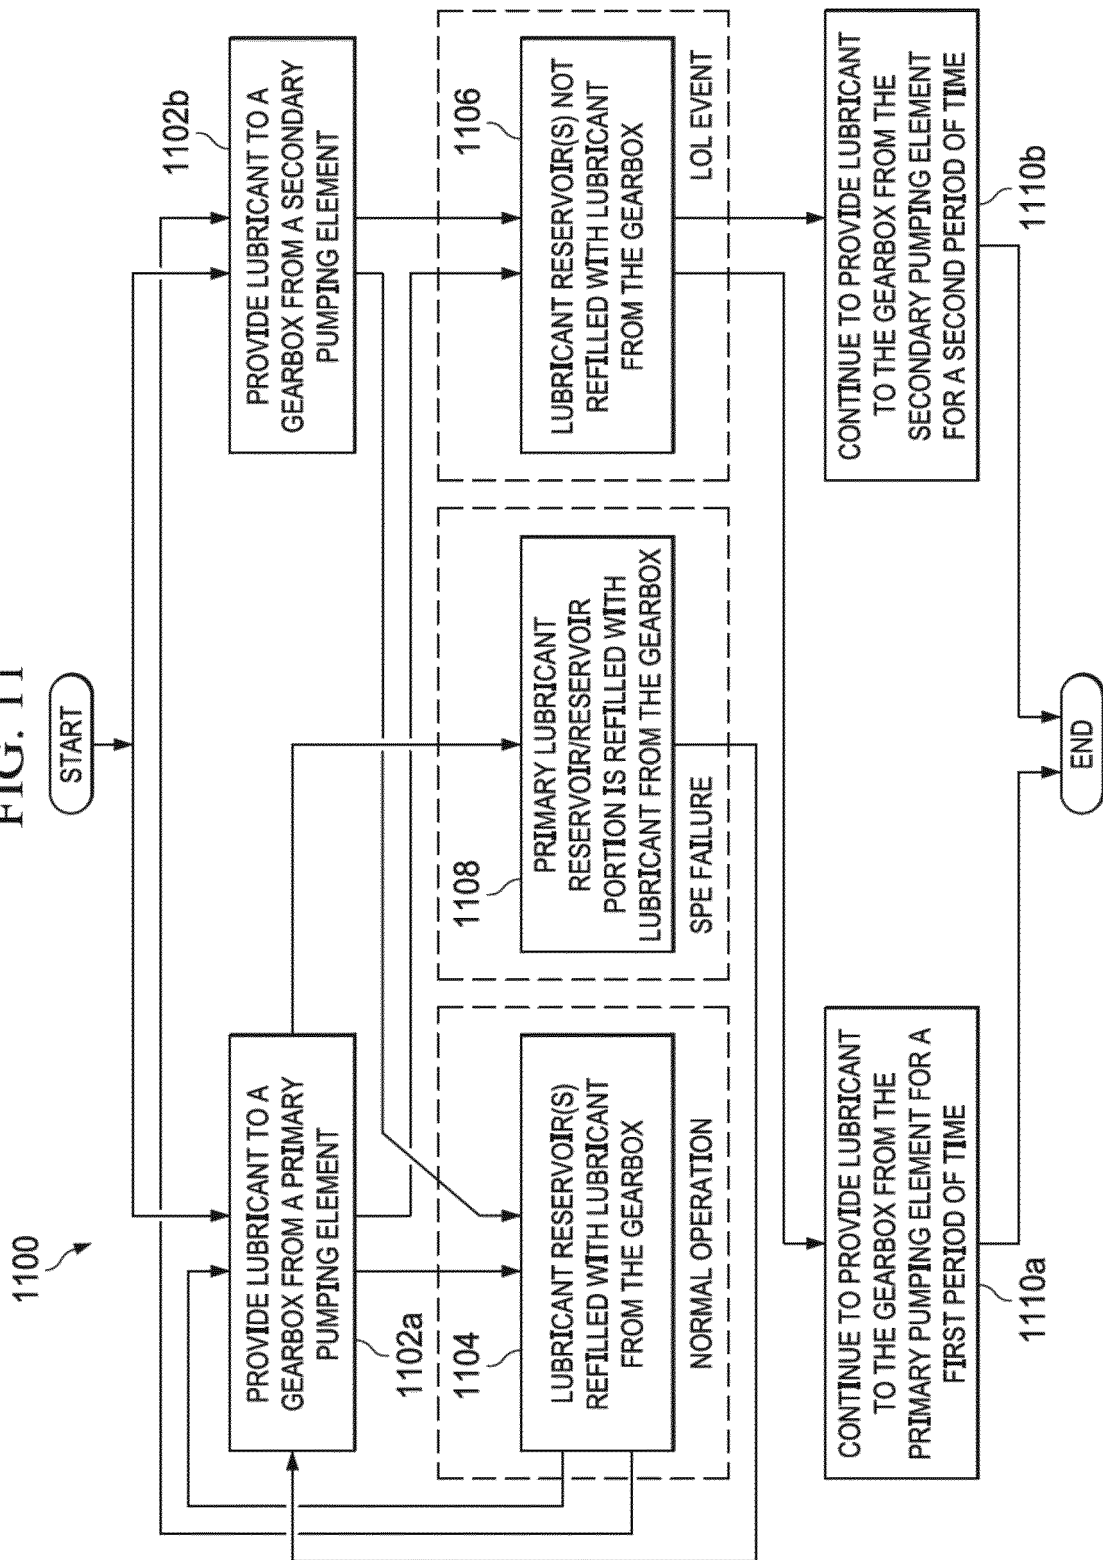 FIG. 11
1100
START
PROVIDE LUBRICANT TO A
GEARBOX FROM A PRIMARY
PUMPING ELEMENT
1102a
PROVIDE LUBRICANT TO A
GEARBOX FROM A SECONDARY
PUMPING ELEMENT
1102b
1104
LUBRICANT RESERVOIR(S)
REFILLED WITH LUBRICANT
FROM THE GEARBOX
NORMAL OPERATION
1108
PRIMARY LUBRICANT
RESERVOIR/RESERVOIR
PORTION IS REFILLED WITH
LUBRICANT FROM THE GEARBOX
SPE FAILURE
1106
LUBRICANT RESERVOIR(S) NOT
REFILLED WITH LUBRICANT
FROM THE GEARBOX
LOL EVENT
CONTINUE TO PROVIDE LUBRICANT
TO THE GEARBOX FROM THE
PRIMARY PUMPING ELEMENT FOR A
FIRST PERIOD OF TIME
1110a
CONTINUE TO PROVIDE LUBRICANT
TO THE GEARBOX FROM THE
SECONDARY PUMPING ELEMENT
FOR A SECOND PERIOD OF TIME
1110b
END